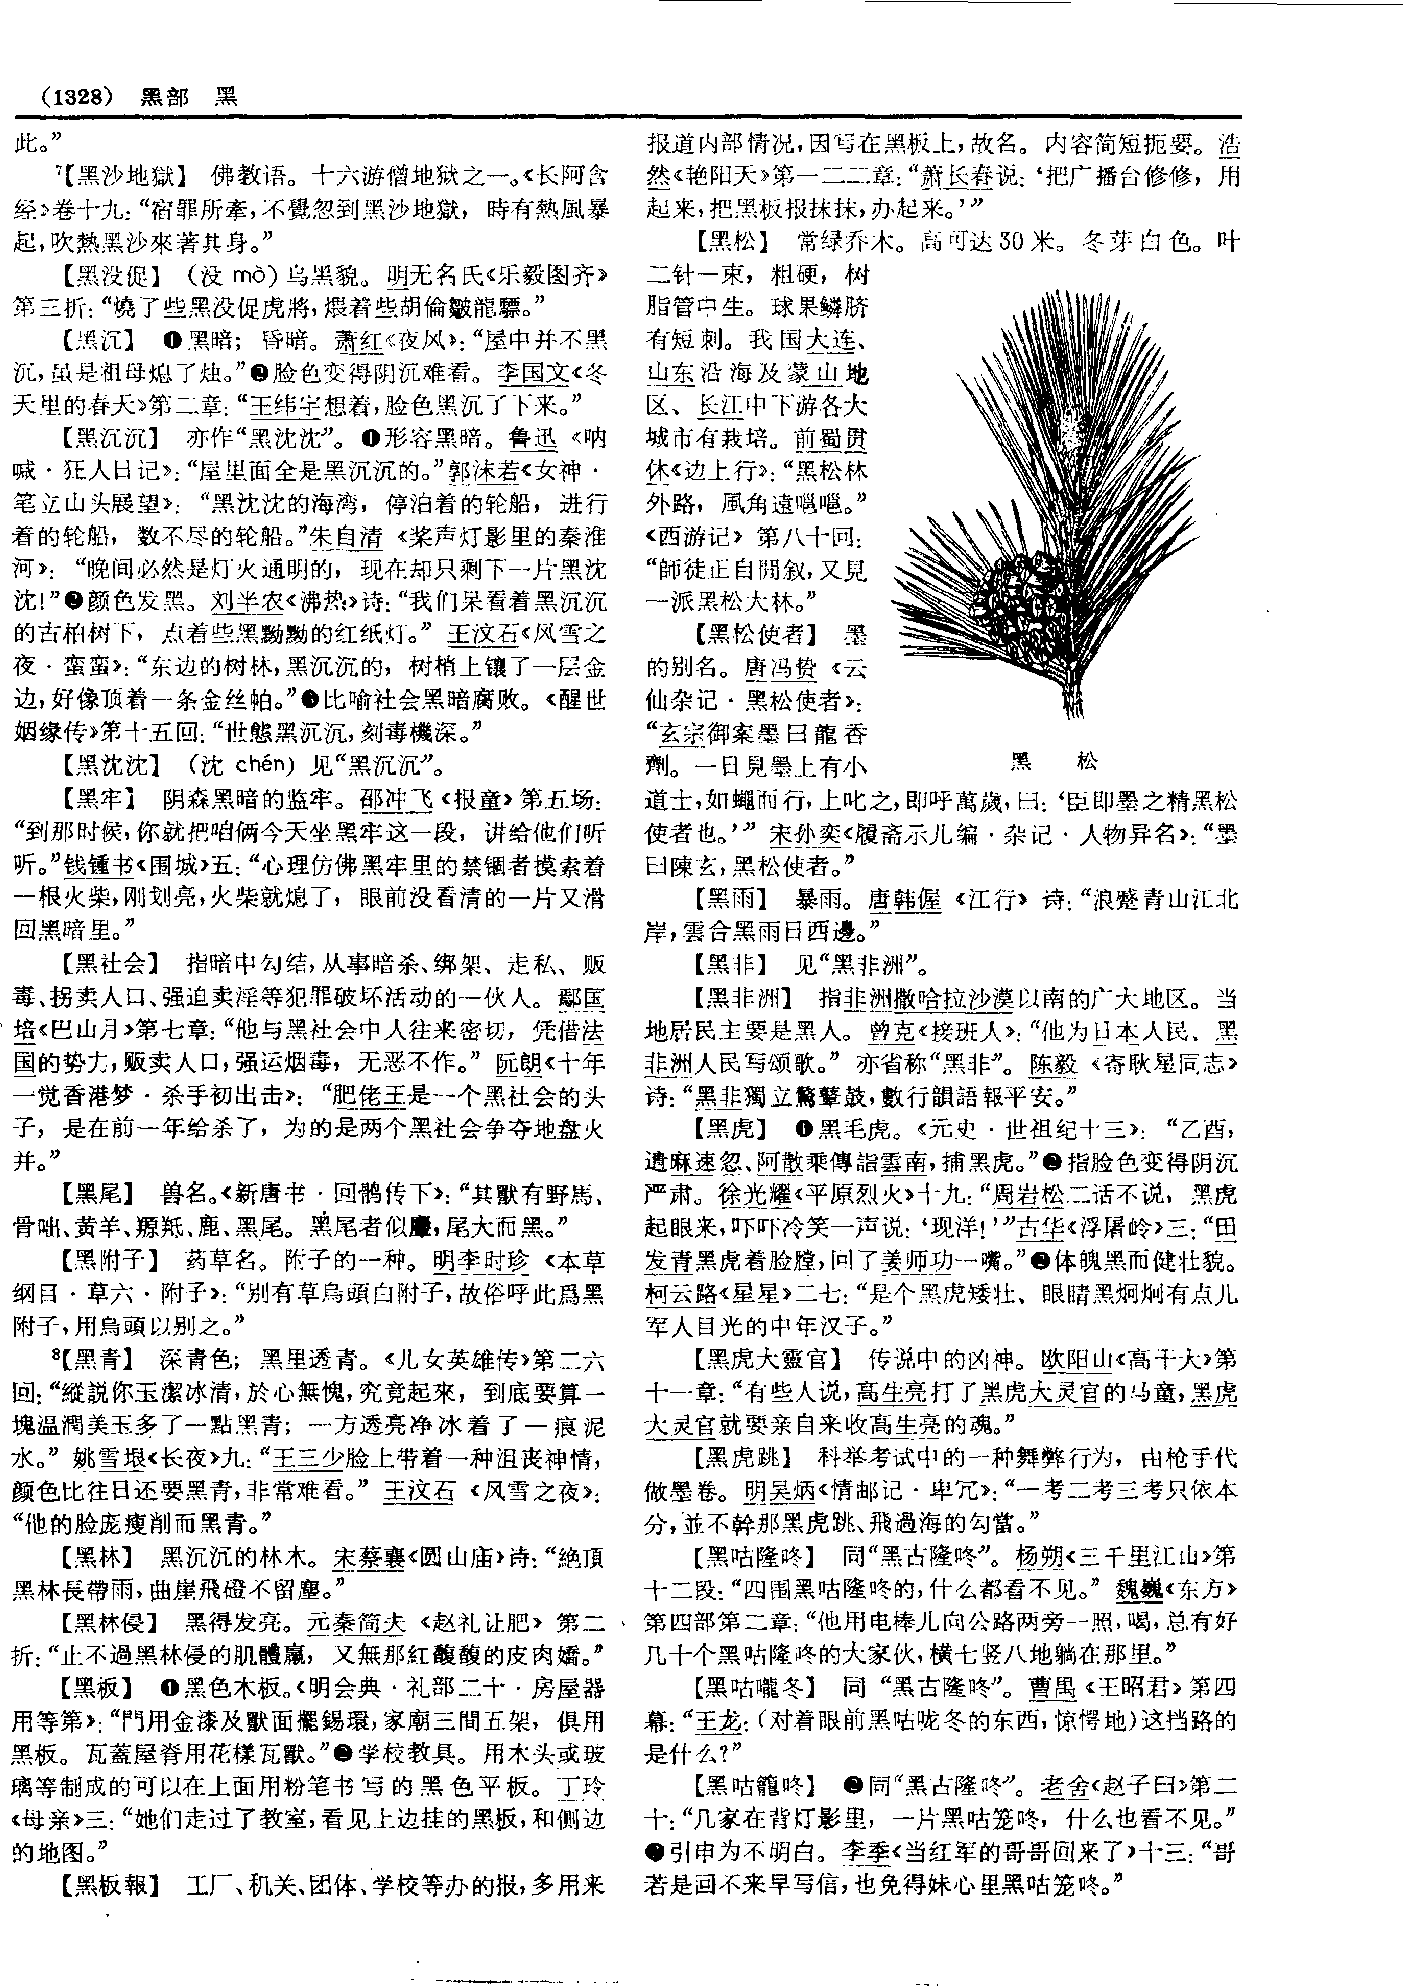 (1328) 黑部 黑
此。”
⁷【黑沙地獄】 佛教语。十六游僧地狱之一。《长阿含
经》卷十九：“宿罪所牽，不覺忽到黑沙地獄，時有熱風暴
起，吹熱黑沙來著其身。”
【黑没促】 (没 mò) 乌黑貌。明无名氏《乐毅图齐》
第三折：“燒了些黑没促虎將，煨着些胡倫皺龍驃。”
【黑沉】 ❶黑暗；昏暗。萧红《夜风》：“屋中并不黑
沉，虽是祖母熄了烛。”❷脸色变得阴沉难看。李国文《冬
天里的春天》第二章：“王纬宇想着，脸色黑沉了下来。”
【黑沉沉】 亦作“黑沈沈”。❶形容黑暗。鲁迅《呐
喊·狂人日记》：“屋里面全是黑沉沉的。”郭沫若《女神·
笔立山头展望》：“黑沈沈的海湾，停泊着的轮船，进行
着的轮船，数不尽的轮船。”朱自清《桨声灯影里的秦淮
河》：“晚间必然是灯火通明的，现在却只剩下一片黑沈
沈！”❷颜色发黑。刘半农《沸热》诗：“我们呆看着黑沉沉
的古柏树下，点着些黑黝黝的红纸灯。”王汶石《风雪之
夜·蛮蛮》：“东边的树林，黑沉沉的，树梢上镶了一层金
边，好像顶着一条金丝帕。”❸比喻社会黑暗腐败。《醒世
姻缘传》第十五回：“世態黑沉沉，刻毒機深。”
【黑沈沈】 (沈 chén) 见“黑沉沉”。
【黑牢】 阴森黑暗的监牢。邵冲飞《报童》第五场：
“到那时候，你就把咱俩今天坐黑牢这一段，讲给他们听
听。”钱锺书《围城》五：“心理仿佛黑牢里的禁锢者摸索着
一根火柴，刚划亮，火柴就熄了，眼前没看清的一片又滑
回黑暗里。”
【黑社会】 指暗中勾结，从事暗杀、绑架、走私、贩
毒、拐卖人口、强迫卖淫等犯罪破坏活动的一伙人。鄢国
培《巴山月》第七章：“他与黑社会中人往来密切，凭借法
国的势力，贩卖人口，强运烟毒，无恶不作。”阮朗《十年
一觉香港梦·杀手初出击》：“肥佬王是一个黑社会的头
子，是在前一年给杀了，为的是两个黑社会争夺地盘火
并。”
【黑尾】 兽名。《新唐书·回鹘传下》：“其獸有野馬、
骨咄、黄羊、羱羝、鹿、黑尾。黑尾者似麞，尾大而黑。”
【黑附子】 药草名。附子的一种。明李时珍《本草
纲目·草六·附子》：“别有草烏頭白附子，故俗呼此爲黑
附子，用烏頭以别之。”
⁸【黑青】 深青色；黑里透青。《儿女英雄传》第二六
回：“縱説你玉潔冰清，於心無愧，究竟起來，到底要算一
塊温潤美玉多了一點黑青；一方透亮净冰着了一痕泥
水。”姚雪垠《长夜》九：“王三少脸上带着一种沮丧神情，
颜色比往日还要黑青，非常难看。”王汶石《风雪之夜》：
“他的脸庞瘦削而黑青。”
【黑林】 黑沉沉的林木。宋蔡襄《圆山庙》诗：“絶頂
黑林長帶雨，曲崖飛磴不留塵。”
【黑林侵】 黑得发亮。元秦简夫《赵礼让肥》第二
折：“止不過黑林侵的肌體羸，又無那紅馥馥的皮肉嬌。”
【黑板】 ❶黑色木板。《明会典·礼部二十·房屋器
用等第》：“門用金漆及獸面擺錫環，家廟三間五架，俱用
黑板。瓦蓋屋脊用花樣瓦獸。”❷学校教具。用木头或玻
璃等制成的可以在上面用粉笔书写的黑色平板。丁玲
《母亲》三：“她们走过了教室，看见上边挂的黑板，和侧边
的地图。”
【黑板報】 工厂、机关、团体、学校等办的报，多用来
报道内部情况，因写在黑板上，故名。内容简短扼要。浩
然《艳阳天》第一二二章：“萧长春说：‘把广播台修修，用
起来，把黑板报抹抹，办起来。’”
【黑松】 常绿乔木。高可达30米。冬芽白色。叶
二针一束，粗硬，树
脂管中生。球果鳞脐
有短刺。我国大连、
山东沿海及蒙山地
区、长江中下游各大
城市有栽培。前蜀贯
休《边上行》：“黑松林
外路，風角遠嗈嗈。”
《西游记》第八十回：
“師徒正自閒叙，又見
一派黑松大林。”
【黑松使者】 墨
的别名。唐冯贽《云
仙杂记·黑松使者》：
“玄宗御案墨曰龍香
劑。一日見墨上有小
道士，如蠅而行，上叱之，即呼萬歲，曰：‘臣即墨之精黑松
使者也。’”宋孙奕《履斋示儿编·杂记·人物异名》：“墨
曰陳玄，黑松使者。”
黑 松
【黑雨】 暴雨。唐韩偓《江行》诗：“浪蹙青山江北
岸，雲合黑雨日西邊。”
【黑非】 见“黑非洲”。
【黑非洲】 指非洲撒哈拉沙漠以南的广大地区。当
地居民主要是黑人。曾克《接班人》：“他为日本人民、黑
非洲人民写颂歌。”亦省称“黑非”。陈毅《寄耿星同志》
诗：“黑非獨立驚鼙鼓，數行韻語報平安。”
【黑虎】 ❶黑毛虎。《元史·世祖纪十三》：“乙酉，
遣麻速忽、阿散乘傳詣雲南，捕黑虎。”❷指脸色变得阴沉
严肃。徐光耀《平原烈火》十九：“周岩松二话不说，黑虎
起眼来，吓吓冷笑一声说：‘现洋！’”古华《浮屠岭》三：“田
发青黑虎着脸膛，回了姜师功一嘴。”❸体魄黑而健壮貌。
柯云路《星星》二七：“是个黑虎矮壮、眼睛黑炯炯有点儿
军人目光的中年汉子。”
【黑虎大靈官】 传说中的凶神。欧阳山《高干大》第
十一章：“有些人说，高生亮打了黑虎大灵官的马童，黑虎
大灵官就要亲自来收高生亮的魂。”
【黑虎跳】 科举考试中的一种舞弊行为，由枪手代
做墨卷。明吴炳《情邮记·卑冗》：“一考二考三考只依本
分，並不幹那黑虎跳、飛過海的勾當。”
【黑咕隆咚】 同“黑古隆咚”。杨朔《三千里江山》第
十二段：“四围黑咕隆咚的，什么都看不见。”魏巍《东方》
第四部第二章：“他用电棒儿向公路两旁一照，喝，总有好
几十个黑咕隆咚的大家伙，横七竖八地躺在那里。”
【黑咕嚨冬】 同“黑古隆咚”。曹禺《王昭君》第四
幕：“王龙：(对着眼前黑咕咙冬的东西，惊愕地)这挡路的
是什么？”
【黑咕籠咚】 ❶同“黑古隆咚”。老舍《赵子曰》第二
十：“几家在背灯影里，一片黑咕笼咚，什么也看不见。”
❷引申为不明白。李季《当红军的哥哥回来了》十三：“哥
若是回不来早写信，也免得妹心里黑咕笼咚。”